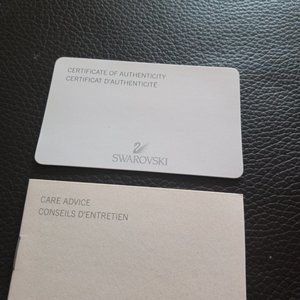 CERTIFICATE OF AUTHENTICITY
CERTIFICAT D'AUTHENTICITÉ
SWAROVSKI
CARE ADVICE
CONSEILS D'ENTRETIEN